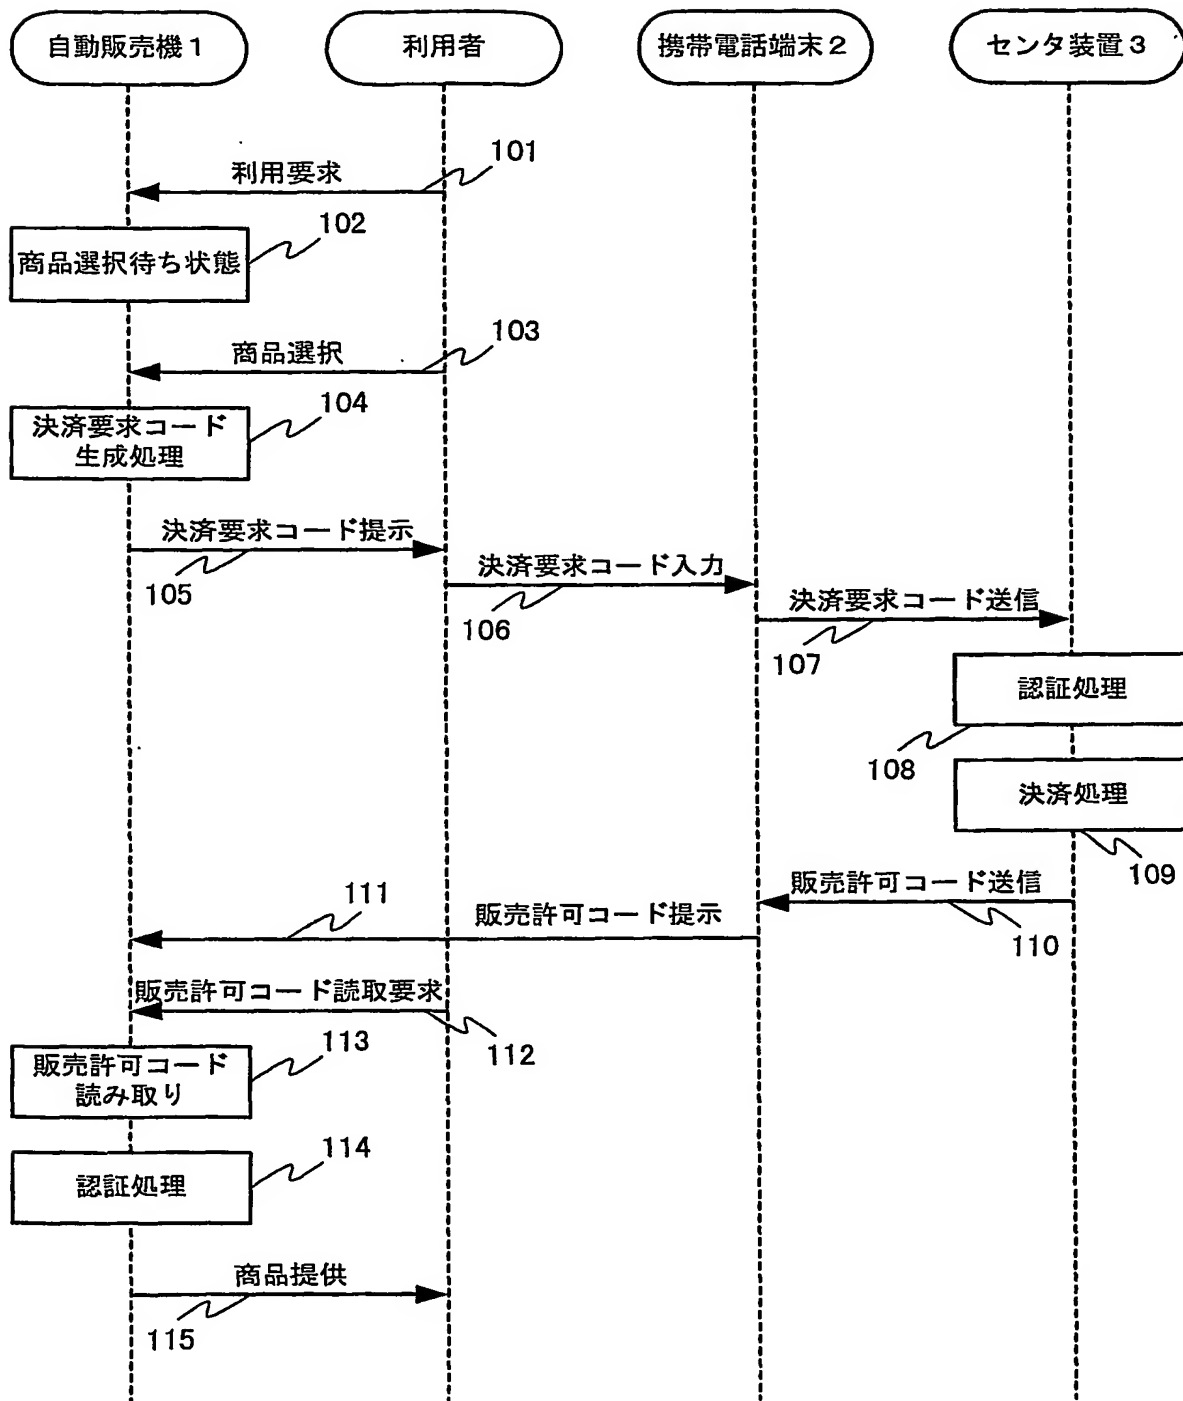 自動販売機1
利用者
携帯電話端末2
センタ装置3
利用要求
101
商品選択待ち状態
102
商品選択
103
決済要求コード
生成処理
104
決済要求コード提示
105
決済要求コード入力
106
決済要求コード送信
107
認証処理
108
決済処理
109
販売許可コード送信
110
販売許可コード提示
111
販売許可コード読取要求
112
販売許可コード
読み取り
113
認証処理
114
商品提供
115